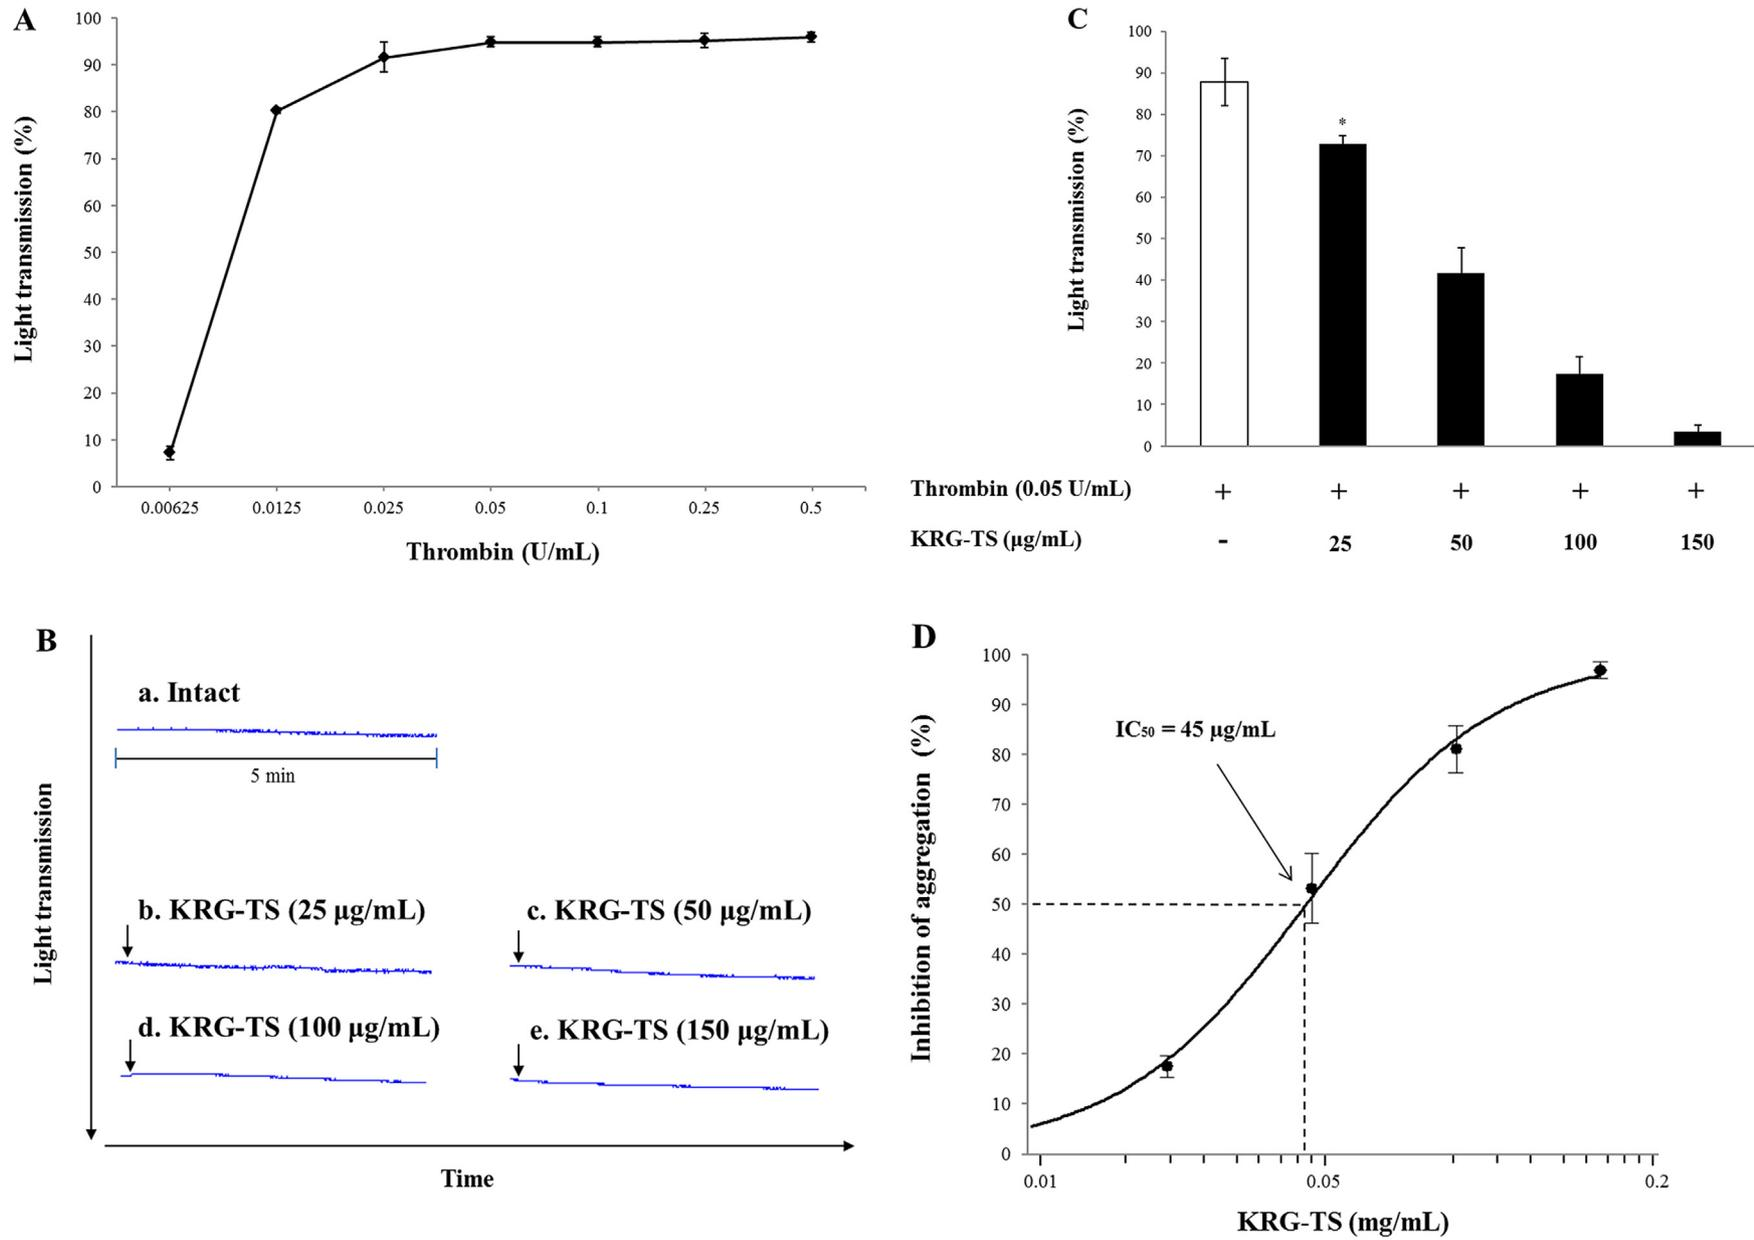 A
100
90
80
70
60
50
40
30
20
10
0
Light transmission (%)
0.00625 0.0125 0.025 0.05 0.1 0.25 0.5
Thrombin (U/mL)
C
100
90
80
70
60
50
40
30
20
10
0
Light transmission (%)
*
Thrombin (0.05 U/mL) + + + + +
KRG-TS (μg/mL) - 25 50 100 150
B
Light transmission
a. Intact
5 min
b. KRG-TS (25 μg/mL)
c. KRG-TS (50 μg/mL)
d. KRG-TS (100 μg/mL)
e. KRG-TS (150 μg/mL)
Time
D
100
90
80
70
60
50
40
30
20
10
0
Inhibition of aggregation (%)
IC₅₀ = 45 μg/mL
0.01 0.05 0.2
KRG-TS (mg/mL)